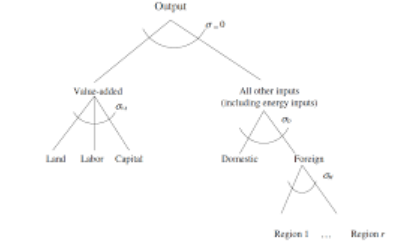 Output
σ = 0
Value-added
All other inputs
(including energy inputs)
Land Labor Capital
Domestic Foreign
Region 1 ... Region r